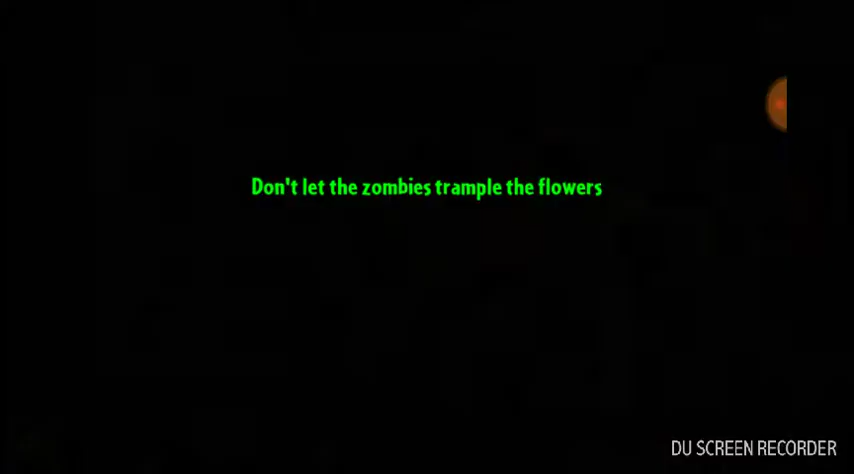 Don't let the zombies trample the flowers
DU SCREEN RECORDER